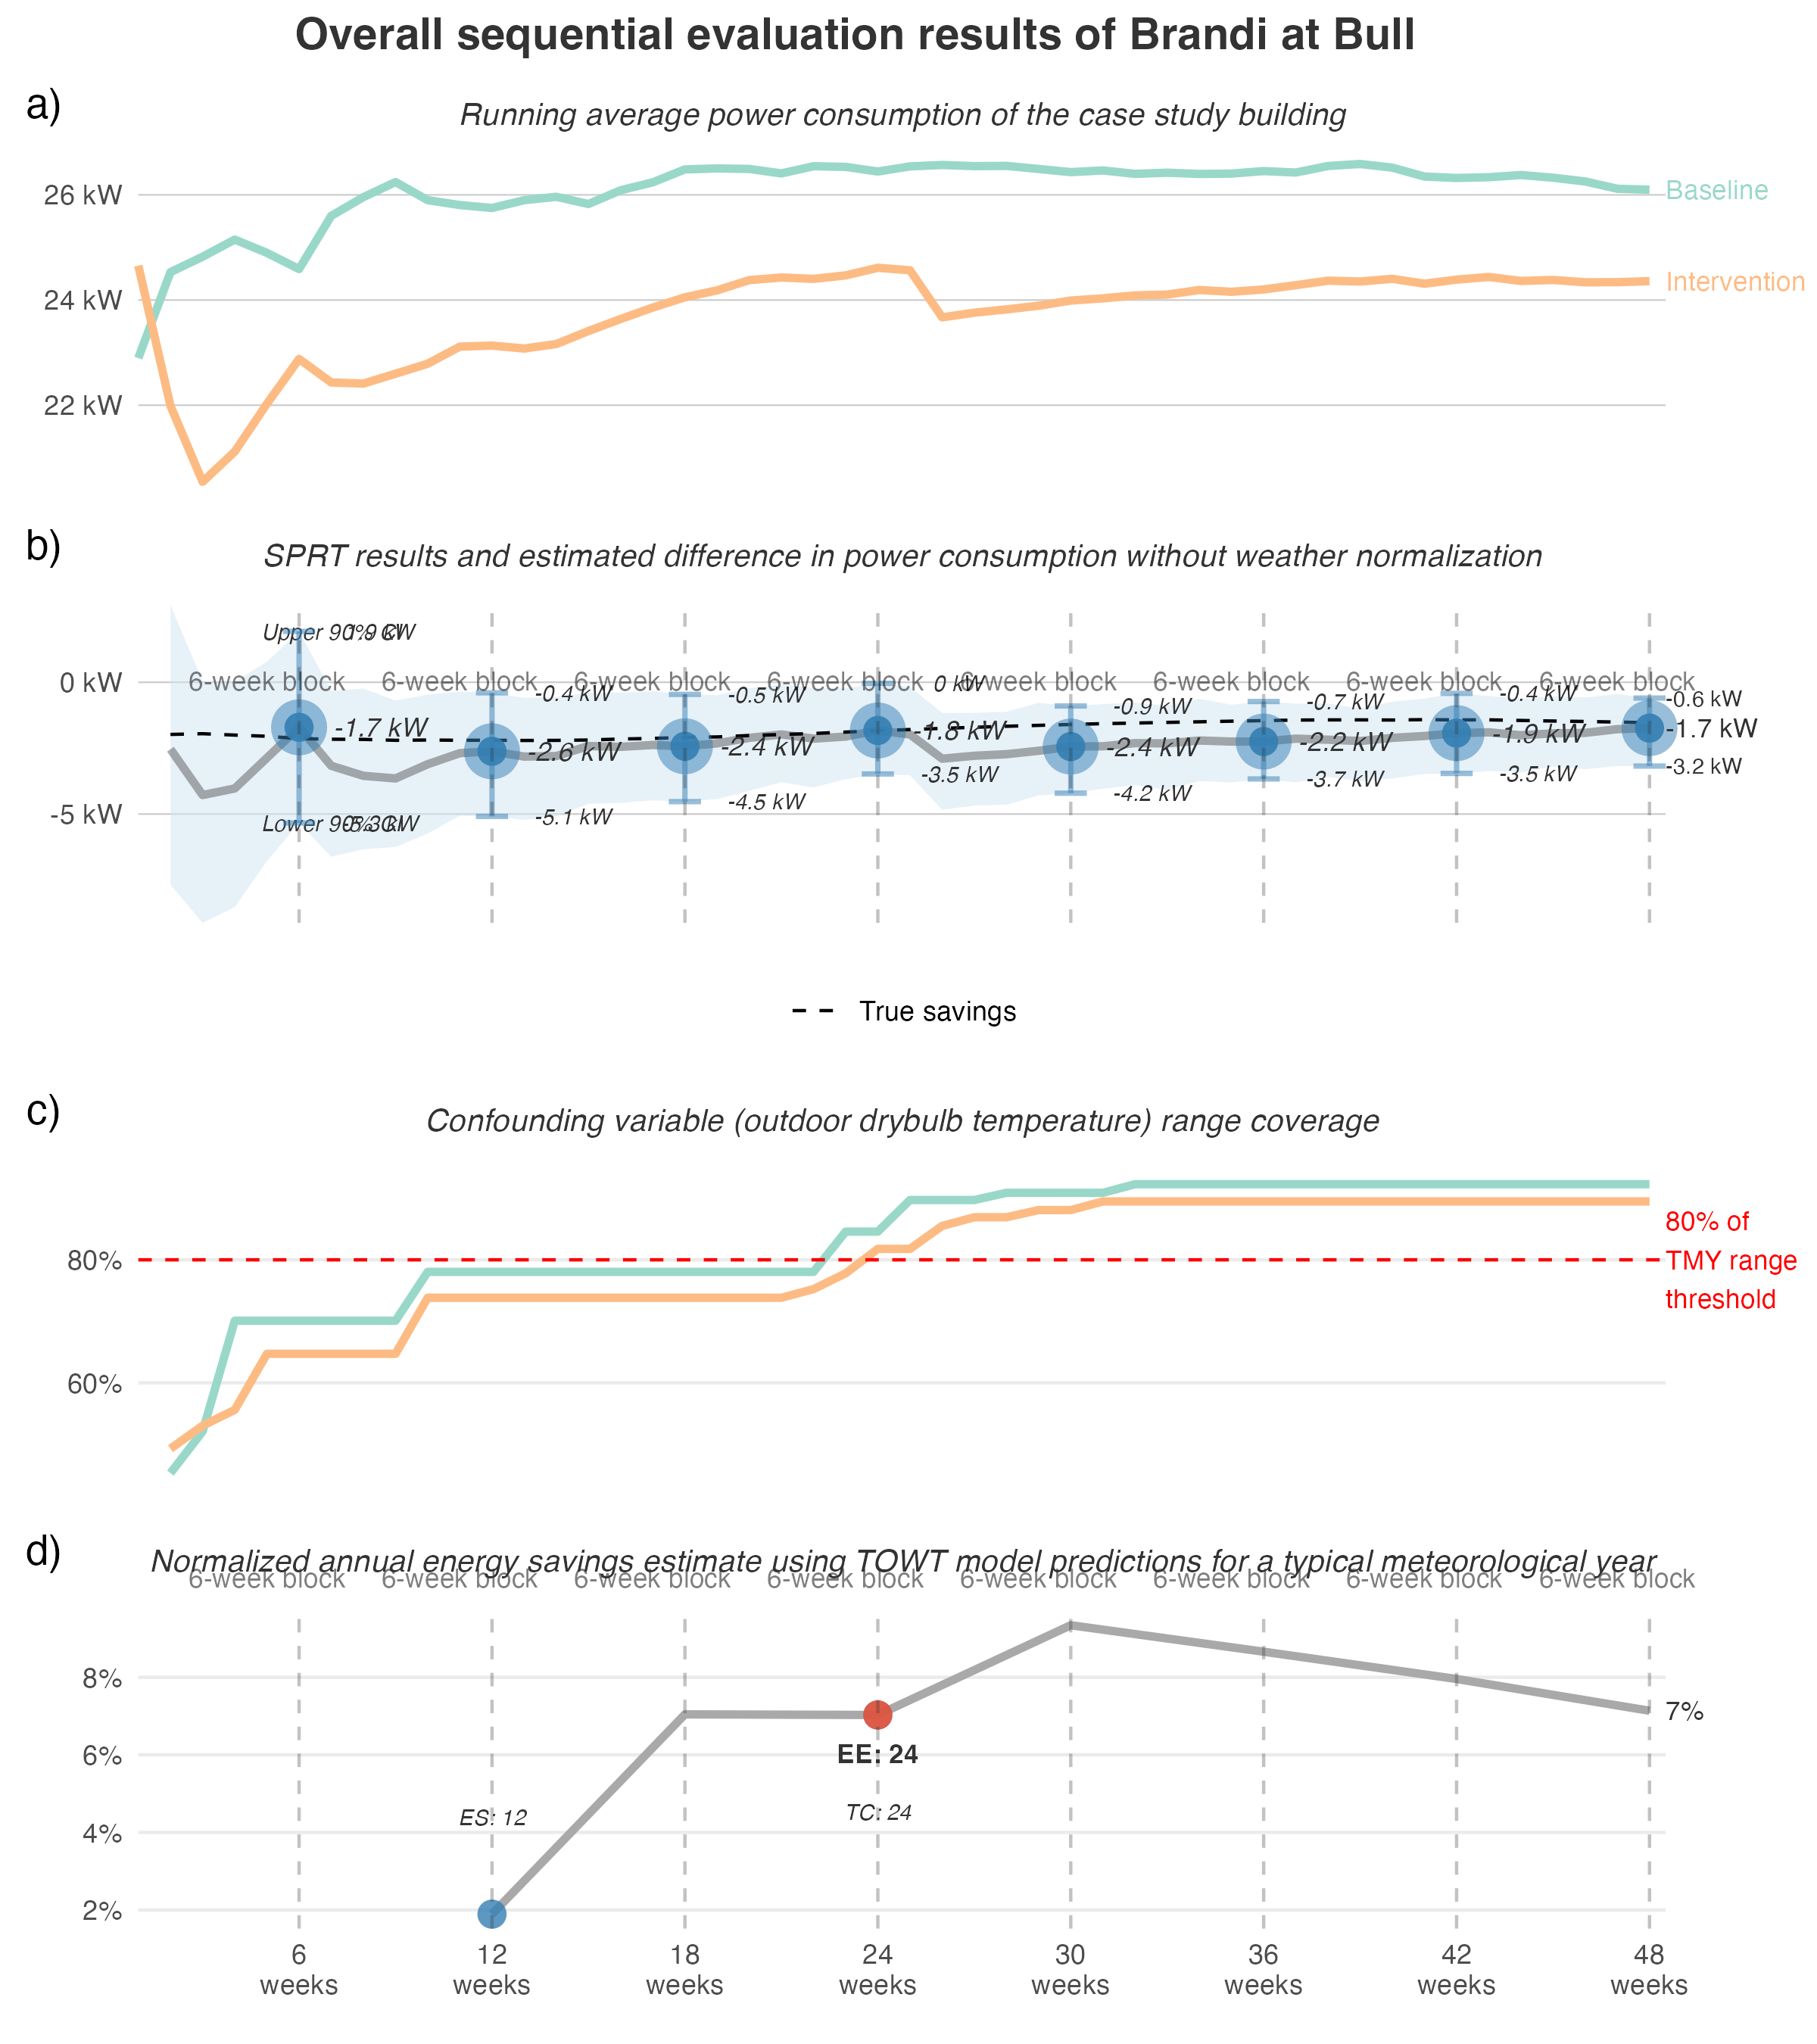 Overall sequential evaluation results of Brandi at Bull
a)
Running average power consumption of the case study building
26 kW
24 kW
22 kW
Baseline
Intervention
b)
SPRT results and estimated difference in power consumption without weather normalization
0 kW
-5 kW
6-week block 6-week block 6-week block 6-week block 6-week block 6-week block 6-week block 6-week block
Upper 90% CI 1.9 kW
-0.4 kW -0.5 kW 0 kW -0.9 kW -0.7 kW -0.4 kW -0.6 kW
-1.7 kW -2.6 kW -2.4 kW -1.8 kW -2.4 kW -2.2 kW -1.9 kW -1.7 kW
Lower 90% CI -5.3 kW
-5.1 kW -4.5 kW -3.5 kW -4.2 kW -3.7 kW -3.5 kW -3.2 kW
True savings
c)
Confounding variable (outdoor drybulb temperature) range coverage
80%
60%
80% of
TMY range
threshold
d)
Normalized annual energy savings estimate using TOWT model predictions for a typical meteorological year
6-week block 6-week block 6-week block 6-week block 6-week block 6-week block 6-week block 6-week block
8%
6%
4%
2%
7%
EE: 24
TC: 24
ES: 12
6 12 18 24 30 36 42 48
weeks weeks weeks weeks weeks weeks weeks weeks